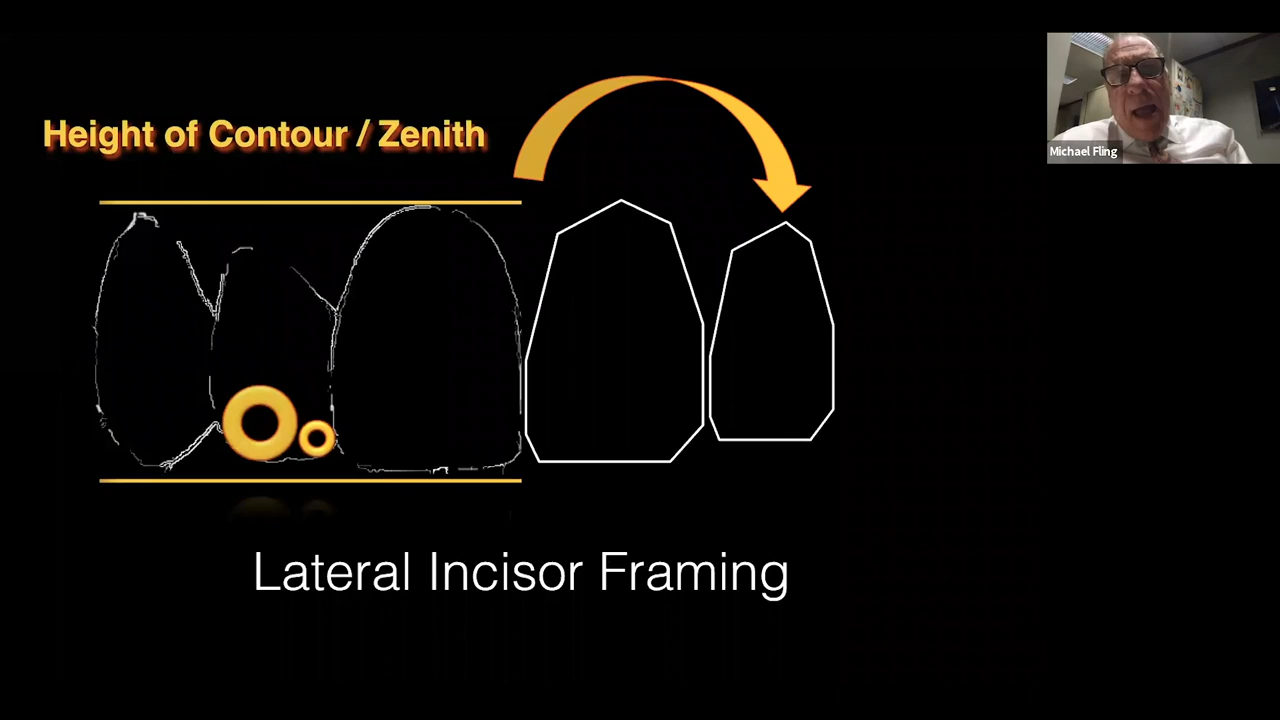 Height of Contour / Zenith
Michael Fling
Lateral Incisor Framing